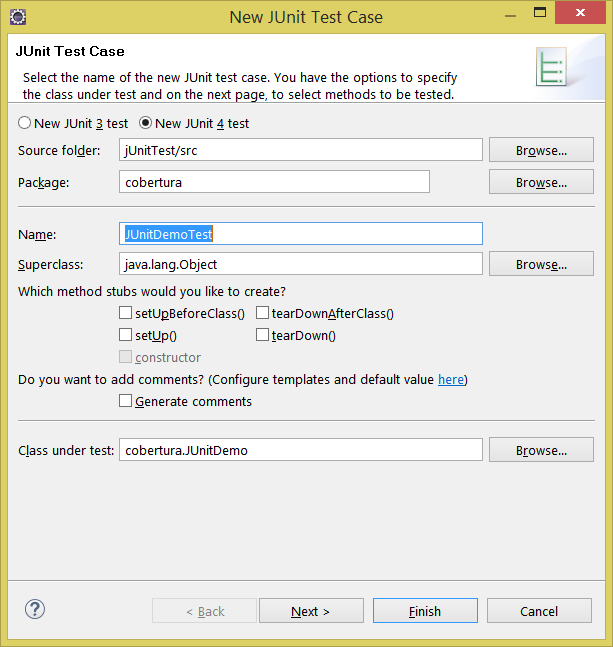 New JUnit Test Case
JUnit Test Case
Select the name of the new JUnit test case. You have the options to specify
the class under test and on the next page, to select methods to be tested.
New JUnit 3 test New JUnit 4 test
Source folder: jUnitTest/src Browse...
Package: cobertura Browse...
Name: JUnitDemoTest
Superclass: java.lang.Object Browse...
Which method stubs would you like to create?
setUpBeforeClass() tearDownAfterClass()
setUp() tearDown()
constructor
Do you want to add comments? (Configure templates and default value here)
Generate comments
Class under test: cobertura.JUnitDemo Browse...
? < Back Next > Finish Cancel